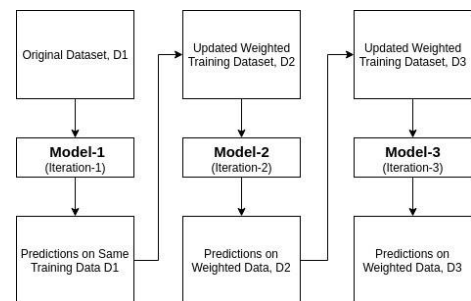 Original Dataset, D1
Updated Weighted
Training Dataset, D2
Updated Weighted
Training Dataset, D3
Model-1
(Iteration-1)
Model-2
(Iteration-2)
Model-3
(Iteration-3)
Predictions on Same
Training Data D1
Predictions on
Weighted Data, D2
Predictions on
Weighted Data, D3